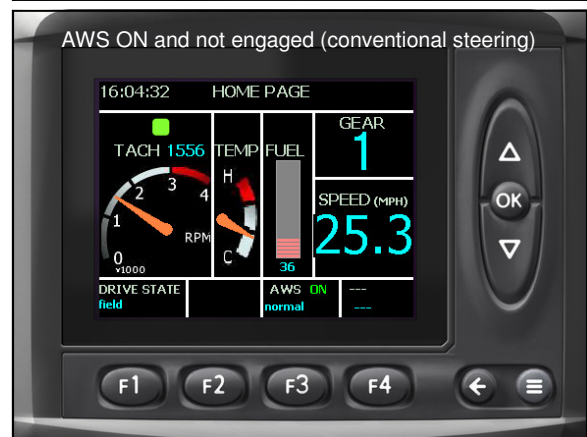 AWS ON and not engaged (conventional steering)
16:04:32 HOME PAGE
TACH 1556 TEMP FUEL GEAR
1
H
0 1 2 3 4
RPM
x1000
C
36
SPEED (MPH)
25.3
DRIVE STATE AWS ON ---
field normal ---
OK
F1 F2 F3 F4